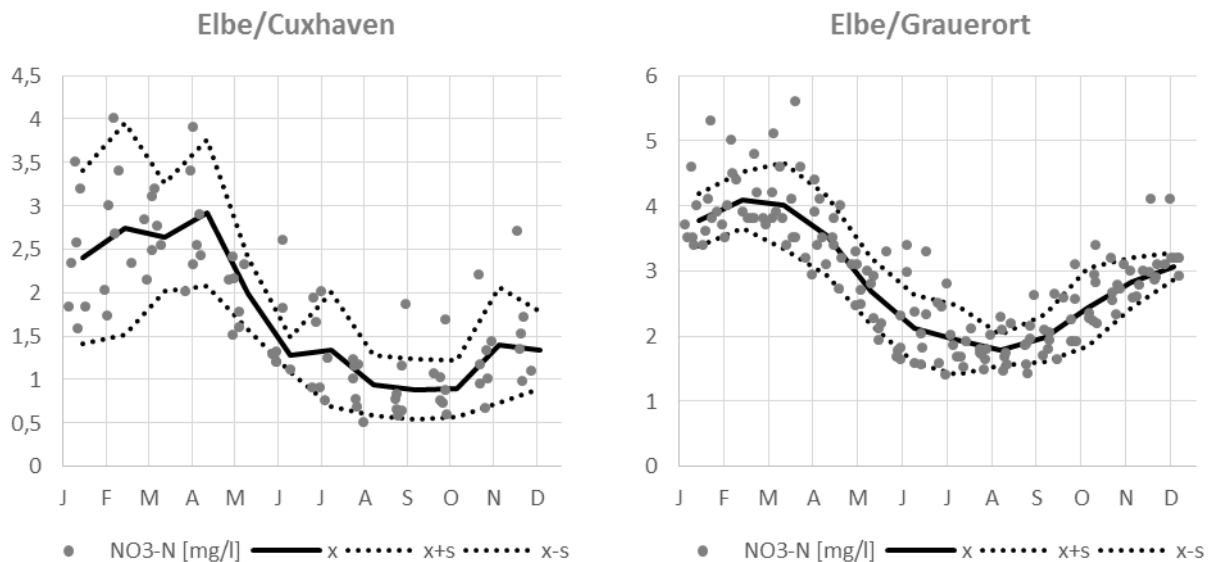 Elbe/Cuxhaven
4,5
4
3,5
3
2,5
2
1,5
1
0,5
0
J F M A M J J A S O N D
NO3-N [mg/l] x x+s x-s
Elbe/Grauerort
6
5
4
3
2
1
0
J F M A M J J A S O N D
NO3-N [mg/l] x x+s x-s